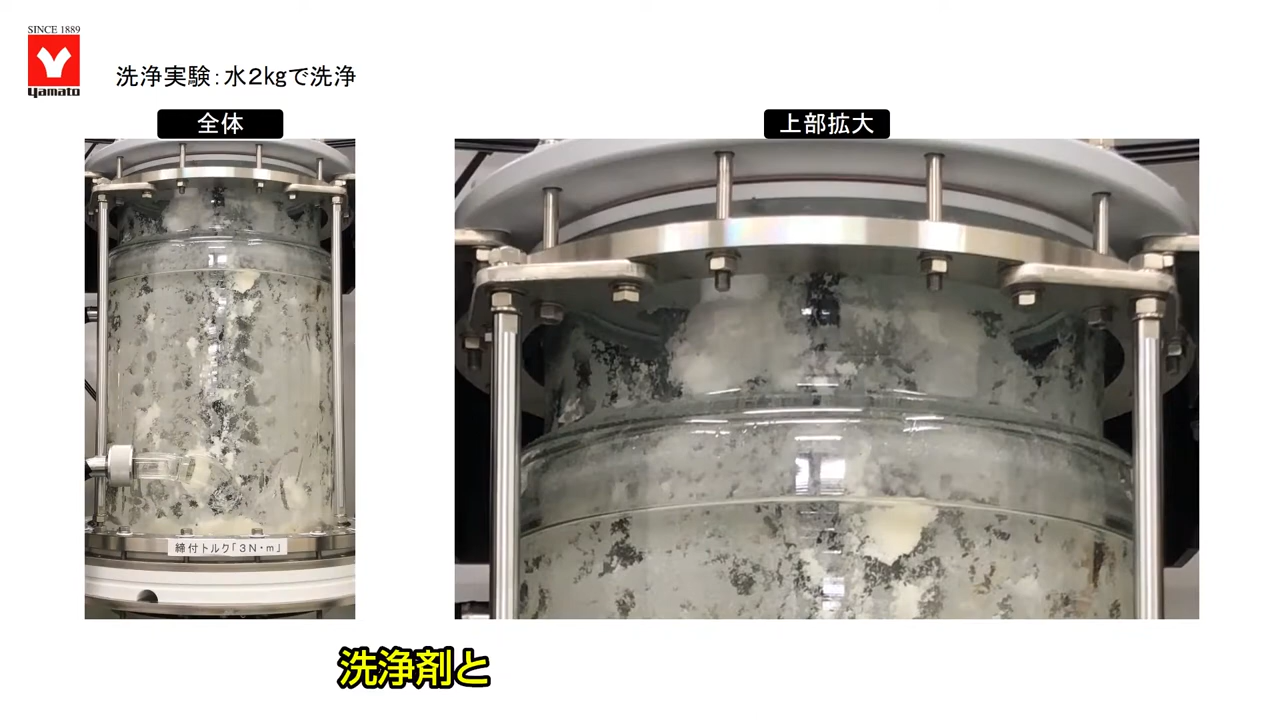 SINCE 1889
yamato
洗浄実験：水２kgで洗浄
全体
上部拡大
締付トルク「３Ｎ・ｍ」
洗浄剤と